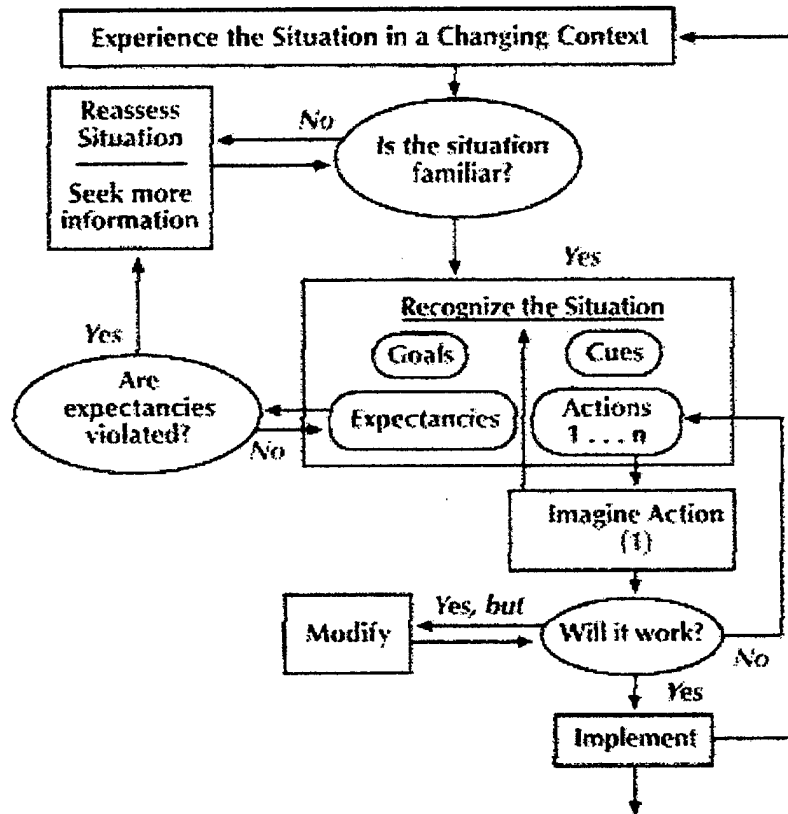 Experience the Situation in a Changing Context
Reassess
Situation
Seek more
information
No
Is the situation
familiar?
Yes
Yes
Recognize the Situation
Goals
Cues
Are
expectancies
violated?
No
Expectancies
Actions
1 . . . n
Imagine Action
(1)
Modify
Yes, but
Will it work?
No
Yes
Implement